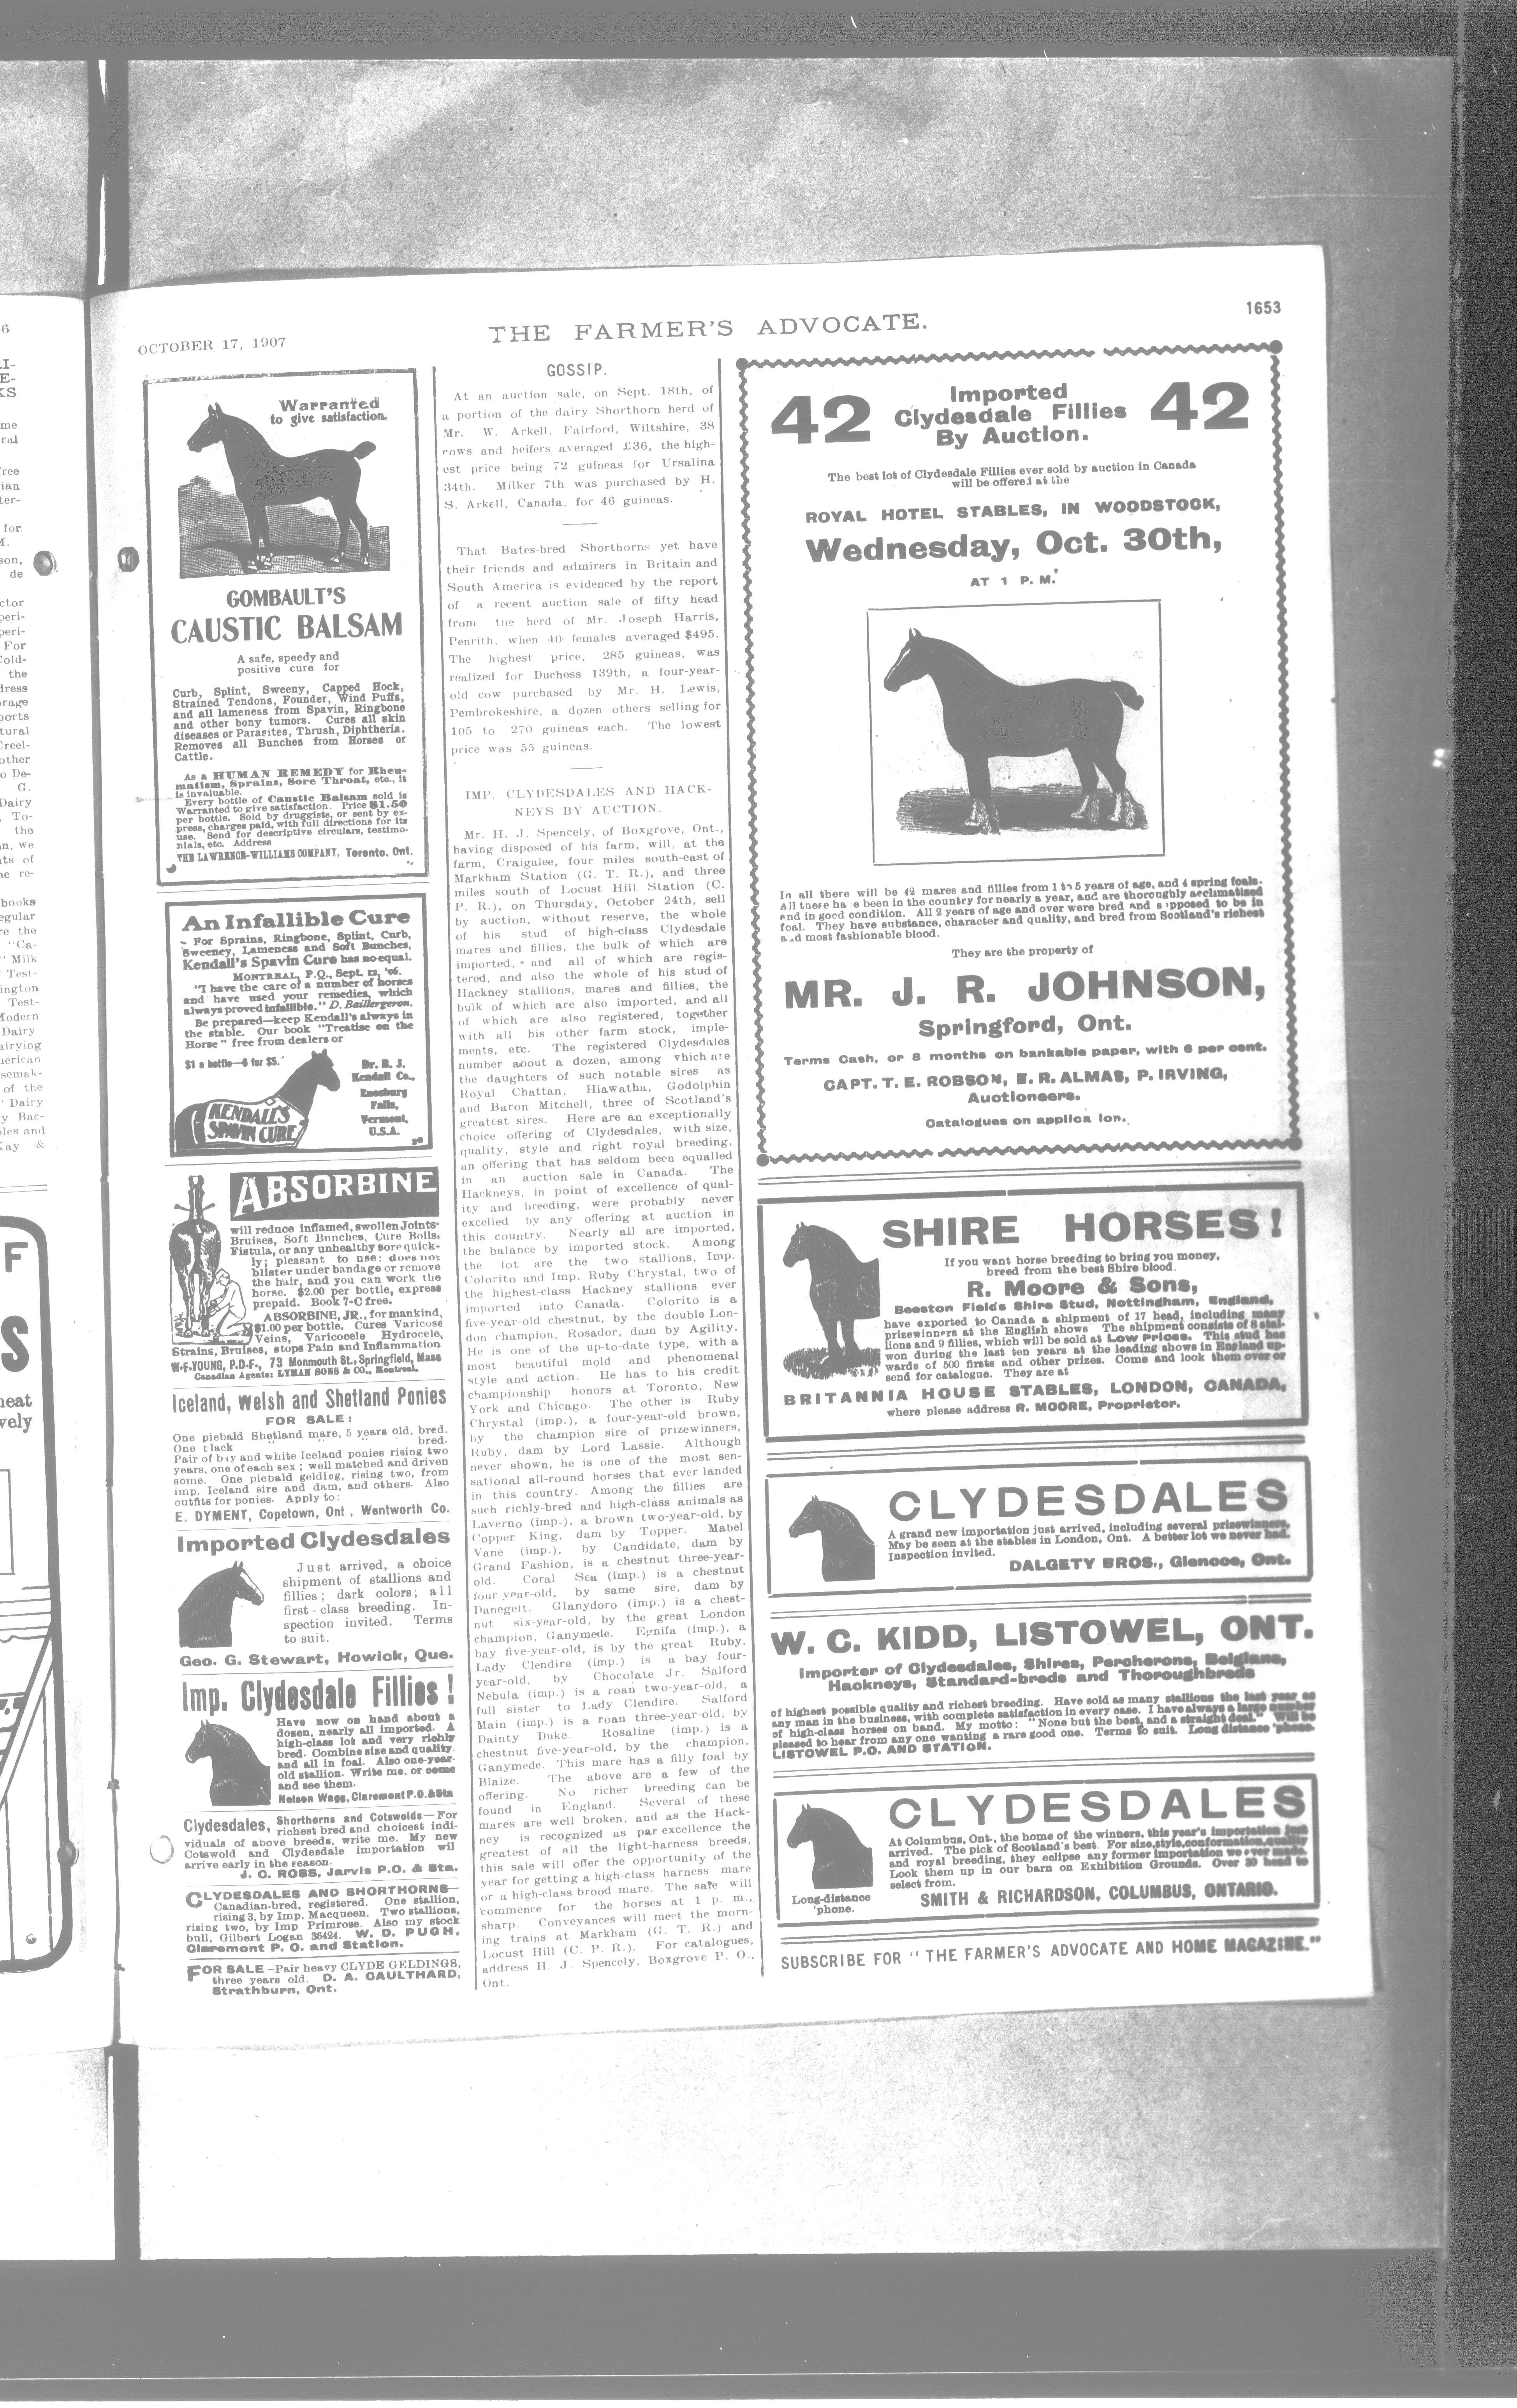 OCTOBER 17, 1907
THE FARMER'S ADVOCATE.
1653
Warranted
to give satisfaction.
GOMBAULT'S
CAUSTIC BALSAM
A safe, speedy and
positive cure for
Curb, Splint, Sweeny, Capped Hock,
Strained Tendons, Founder, Wind Puffs,
and all lameness from Spavin, Ringbone
and other bony tumors. Cures all skin
diseases or Parasites, Thrush, Diphtheria.
Removes all Bunches from Horses or
Cattle.
As a HUMAN REMEDY for Rheu-
matism, Sprains, Sore Throat, etc., it
is invaluable.
Every bottle of Caustic Balsam sold is
Warranted to give satisfaction. Price $1.50
per bottle. Sold by druggists, or sent by ex-
press, charges paid, with full directions for its
use. Send for descriptive circulars, testimo-
nials, etc. Address
THE LAWRENCE-WILLIAMS COMPANY, Toronto, Ont.
An Infallible Cure
For Sprains, Ringbone, Splint, Curb,
Sweeney, Lameness and Soft Bunches,
Kendall's Spavin Cure has no equal.
MONTREAL, P.Q., Sept. 12, '06.
"I have the care of a number of horses
and have used your remedies, which
always proved infallible." D. Baillergeron.
Be prepared—keep Kendall's always in
the stable. Our book "Treatise on the
Horse" free from dealers or
$1 a bottle—6 for $5.
Dr. B. J.
Kendall Co.,
Enosburg
Falls,
Vermont,
U.S.A.
KENDALL'S
SPAVIN CURE
ABSORBINE
will reduce inflamed, swollen Joints,
Bruises, Soft Bunches, Cure Boils,
Fistula, or any unhealthy sore quick-
ly; pleasant to use: does not
blister under bandage or remove
the hair, and you can work the
horse. $2.00 per bottle, express
prepaid. Book 7-C free.
ABSORBINE, JR., for mankind,
$1.00 per bottle. Cures Varicose
Veins, Varicocele Hydrocele,
Strains, Bruises, stops Pain and Inflammation
W.F. YOUNG, P.D.F., 73 Monmouth St., Springfield, Mass
Canadian Agents: LYMAN SONS & CO., Montreal.
Iceland, Welsh and Shetland Ponies
FOR SALE:
One piebald Shetland mare, 5 years old, bred.
One black " " " bred.
Pair of bay and white Iceland ponies rising two
years, one of each sex; well matched and driven
some. One piebald gelding, rising two, from
imp. Iceland sire and dam, and others. Also
outfits for ponies. Apply to:
E. DYMENT, Copetown, Ont, Wentworth Co.
Imported Clydesdales
Just arrived, a choice
shipment of stallions and
fillies; dark colors; all
first-class breeding. In-
spection invited. Terms
to suit.
Geo. G. Stewart, Howick, Que.
Imp. Clydesdale Fillies!
Have now on hand about a
dozen, nearly all imported. A
high-class lot and very richly
bred. Combine size and quality
and all in foal. Also one-year-
old stallion. Write me, or come
and see them.
Nelson Wagg, Claremont P.O. & Sta
Clydesdales, Shorthorns and Cotswolds—For
richest bred and choicest indi-
viduals of above breeds, write me. My new
Cotswold and Clydesdale importation wil
arrive early in the season.
J. C. ROSS, Jarvis P.O. & Sta.
CLYDESDALES AND SHORTHORNS—
Canadian-bred, registered. One stallion,
rising 3, by Imp. Macqueen. Two stallions,
rising two, by Imp Primrose. Also my stock
bull, Gilbert Logan 36424. W. D. PUGH,
Claremont P. O. and Station.
FOR SALE—Pair heavy CLYDE GELDINGS,
three years old. D. A. CAULTHARD,
Strathburn, Ont.
GOSSIP.
At an auction sale, on Sept. 18th, of
a portion of the dairy Shorthorn herd of
Mr. W. Arkell, Fairford, Wiltshire, 38
cows and heifers averaged £36, the high-
est price being 72 guineas for Ursalina
34th. Milker 7th was purchased by H.
S. Arkell, Canada, for 46 guineas.
That Bates-bred Shorthorns yet have
their friends and admirers in Britain and
South America is evidenced by the report
of a recent auction sale of fifty head
from the herd of Mr. Joseph Harris,
Penrith, when 40 females averaged $495.
The highest price, 285 guineas, was
realized for Duchess 139th, a four-year-
old cow purchased by Mr. H. Lewis,
Pembrokeshire, a dozen others selling for
105 to 270 guineas each. The lowest
price was 55 guineas.
IMP. CLYDESDALES AND HACK-
NEYS BY AUCTION.
Mr. H. J. Spencely, of Boxgrove, Ont.,
having disposed of his farm, will, at the
farm, Craigalee, four miles south-east of
Markham Station (G. T. R.), and three
miles south of Locust Hill Station (C.
P. R.), on Thursday, October 24th, sell
by auction, without reserve, the whole
of his stud of high-class Clydesdale
mares and fillies, the bulk of which are
imported, and all of which are regis-
tered, and also the whole of his stud of
Hackney stallions, mares and fillies, the
bulk of which are also imported, and all
of which are also registered, together
with all his other farm stock, imple-
ments, etc. The registered Clydesdales
number about a dozen, among which are
the daughters of such notable sires as
Royal Chattan, Hiawatha, Godolphin
and Baron Mitchell, three of Scotland's
greatest sires. Here are an exceptionally
choice offering of Clydesdales, with size,
quality, style and right royal breeding,
an offering that has seldom been equalled
in an auction sale in Canada. The
Hackneys, in point of excellence of qual-
ity and breeding, were probably never
excelled by any offering at auction in
this country. Nearly all are imported,
the balance by imported stock. Among
the lot are the two stallions, Imp.
Colorito and Imp. Ruby Chrystal, two of
the highest-class Hackney stallions ever
imported into Canada. Colorito is a
five-year-old chestnut, by the double Lon-
don champion, Rosador, dam by Agility.
He is one of the up-to-date type, with a
most beautiful mold and phenomenal
style and action. He has to his credit
championship honors at Toronto, New
York and Chicago. The other is Ruby
Chrystal (imp.), a four-year-old brown,
by the champion sire of prizewinners,
Ruby, dam by Lord Lassie. Although
never shown, he is one of the most sen-
sational all-round horses that ever landed
in this country. Among the fillies are
such richly-bred and high-class animals as
Laverno (imp.), a brown two-year-old, by
Copper King, dam by Topper. Mabel
Vane (imp.), by Candidate, dam by
Grand Fashion, is a chestnut three-year-
old. Coral Sea (imp.) is a chestnut
four-year-old, by same sire, dam by
Danegelt. Glanydoro (imp.) is a chest-
nut six-year-old, by the great London
champion, Ganymede. Egnifa (imp.), a
bay five-year-old, is by the great Ruby.
Lady Clendire (imp.) is a bay four-
year-old, by Chocolate Jr. Salford
Nebula (imp.) is a roan two-year-old, a
full sister to Lady Clendire. Salford
Main (imp.) is a roan three-year-old, by
Dainty Duke. Rosaline (imp.) is a
chestnut five-year-old, by the champion,
Ganymede. This mare has a filly foal by
Blaize. The above are a few of the
offering. No richer breeding can be
found in England. Several of these
mares are well broken, and as the Hack-
ney is recognized as par excellence the
greatest of all the light-harness breeds,
this sale will offer the opportunity of the
year for getting a high-class harness mare
or a high-class brood mare. The sale will
commence for the horses at 1 p. m.,
sharp. Conveyances will meet the morn-
ing trains at Markham (G. T. R.) and
Locust Hill (C. P. R.). For catalogues,
address H. J. Spencely, Boxgrove P. O.,
Ont.
42 Imported
Clydesdale Fillies
By Auction. 42
The best lot of Clydesdale Fillies ever sold by auction in Canada
will be offered at the
ROYAL HOTEL STABLES, IN WOODSTOCK,
Wednesday, Oct. 30th,
AT 1 P. M.
In all there will be 42 mares and fillies from 1 to 5 years of age, and 4 spring foals.
All these ha e been in the country for nearly a year, and are thoroughly acclimatised
and in good condition. All 2 years of age and over were bred and s pposed to be in
foal. They have substance, character and quality, and bred from Scotland's richest
a d most fashionable blood.
They are the property of
MR. J. R. JOHNSON,
Springford, Ont.
Terms Cash, or 8 months on bankable paper, with 6 per cent.
CAPT. T. E. ROBSON, E. R. ALMAS, P. IRVING,
Auctioneers.
Catalogues on applica ion.
SHIRE HORSES!
If you want horse breeding to bring you money,
breed from the best Shire blood.
R. Moore & Sons,
Beeston Fields Shire Stud, Nottingham, England,
have exported to Canada a shipment of 17 head, including many
prizewinners at the English shows The shipment consists of 8 stal-
lions and 9 fillies, which will be sold at Low Prices. This stud has
won during the last ten years at the leading shows in England up-
wards of 500 firsts and other prizes. Come and look them over or
send for catalogue. They are at
BRITANNIA HOUSE STABLES, LONDON, CANADA,
where please address R. MOORE, Proprietor.
CLYDESDALES
A grand new importation just arrived, including several prizewinners.
May be seen at the stables in London, Ont. A better lot we never had.
Inspection invited.
DALGETY BROS., Glencoe, Ont.
W. C. KIDD, LISTOWEL, ONT.
Importer of Clydesdales, Shires, Percherons, Belgians,
Hackneys, Standard-breds and Thoroughbreds
of highest possible quality and richest breeding. Have sold as many stallions the last year as
any man in the business, with complete satisfaction in every case. I have always a large number
of high-class horses on hand. My motto: "None but the best, and a straight deal." Will be
pleased to hear from any one wanting a rare good one. Terms to suit. Long distance 'phone.
LISTOWEL P.O. AND STATION.
CLYDESDALES
At Columbus, Ont., the home of the winners, this year's importation just
arrived. The pick of Scotland's best. For size, style, conformation, quality
and royal breeding, they eclipse any former importation we ever made.
Look them up in our barn on Exhibition Grounds. Over 20 head to
select from.
Long-distance
'phone.
SMITH & RICHARDSON, COLUMBUS, ONTARIO.
SUBSCRIBE FOR "THE FARMER'S ADVOCATE AND HOME MAGAZINE."